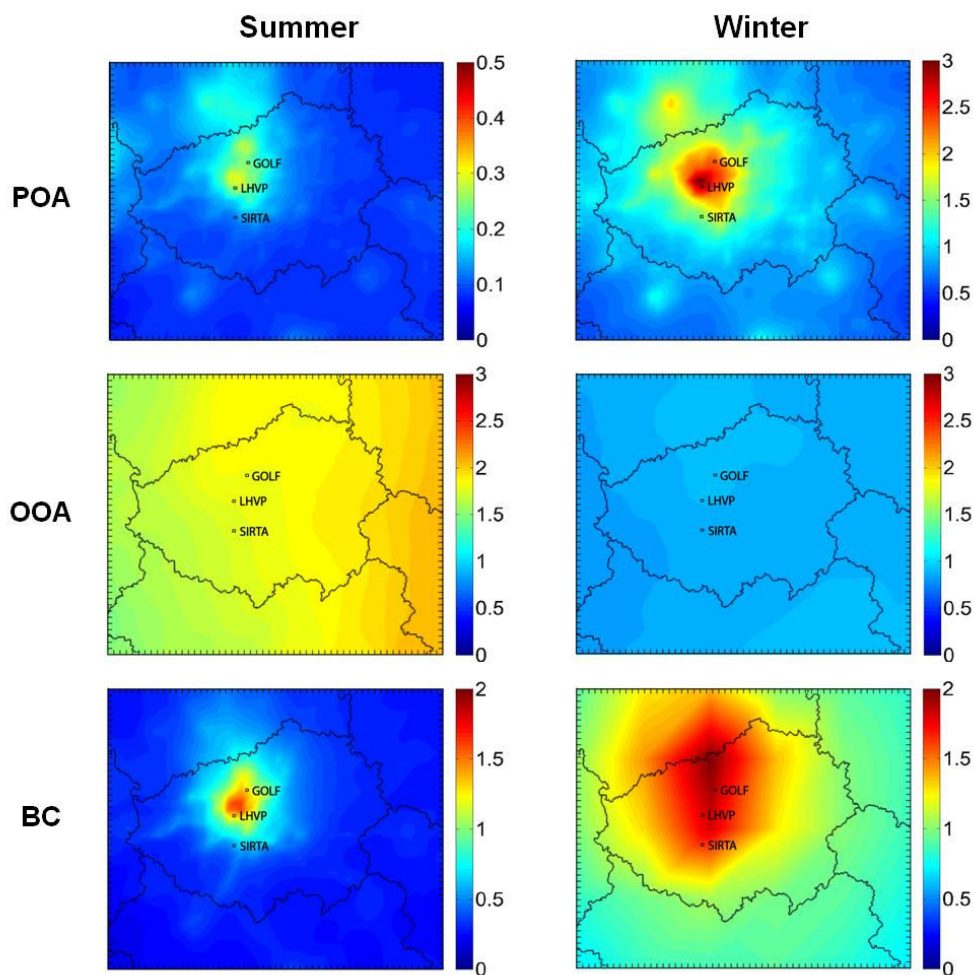 Summer Winter
POA
0.5
0.4
0.3
0.2
0.1
0
GOLF
LHVP
SIRTA
3
2.5
2
1.5
1
0.5
0
GOLF
LHVP
SIRTA
OOA
3
2.5
2
1.5
1
0.5
0
GOLF
LHVP
SIRTA
3
2.5
2
1.5
1
0.5
0
GOLF
LHVP
SIRTA
BC
2
1.5
1
0.5
0
GOLF
LHVP
SIRTA
2
1.5
1
0.5
0
GOLF
LHVP
SIRTA